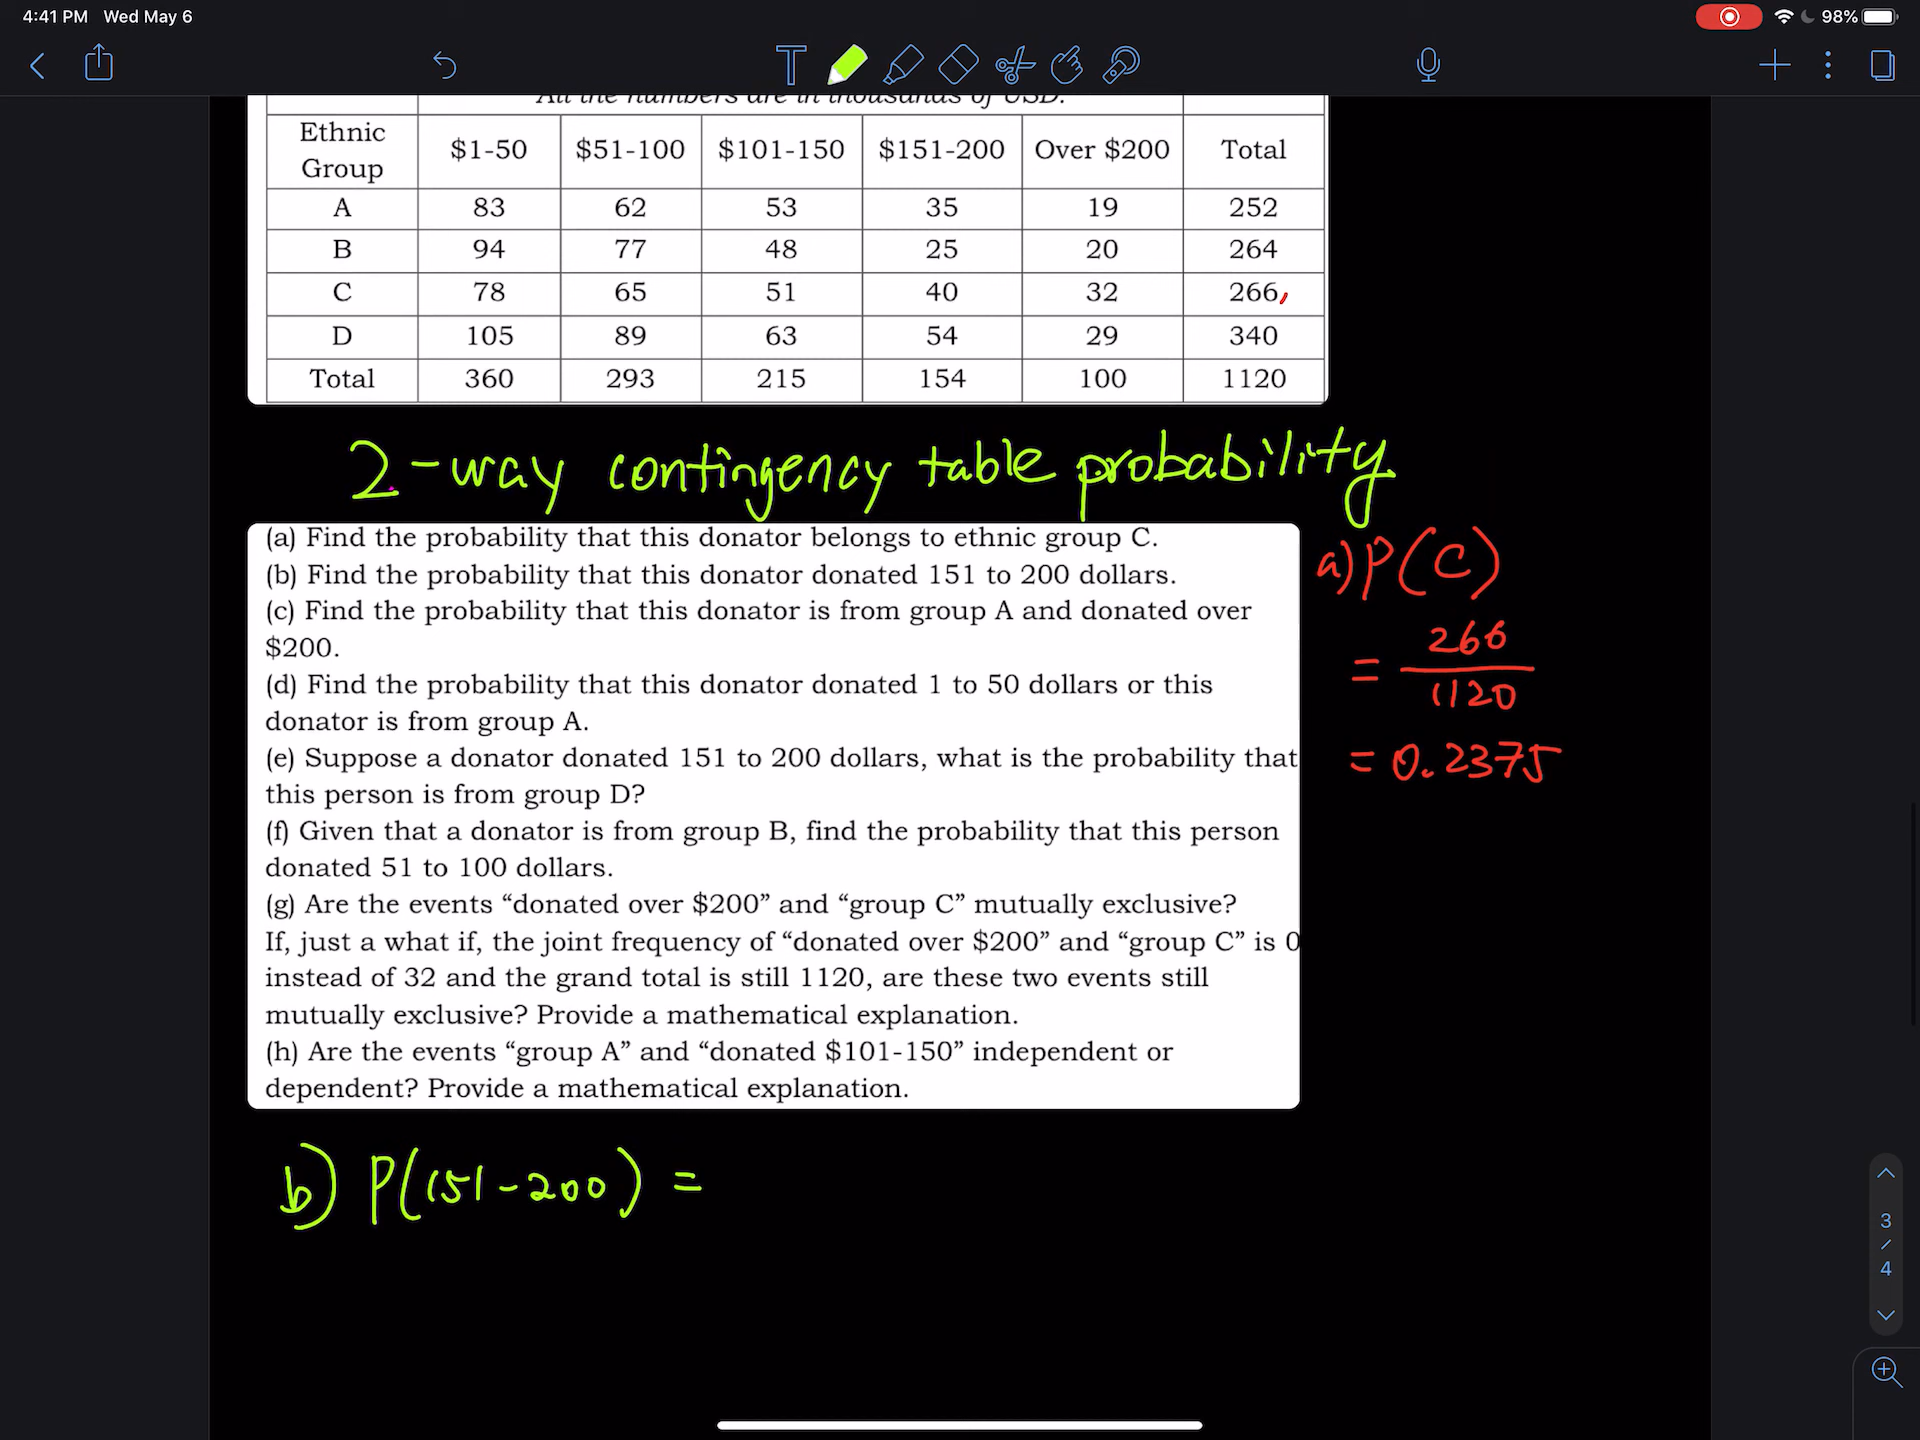 4:41 PM Wed May 6
98%
All the numbers are in thousands of USD.
Ethnic Group $1-50 $51-100 $101-150 $151-200 Over $200 Total
A 83 62 53 35 19 252
B 94 77 48 25 20 264
C 78 65 51 40 32 266
D 105 89 63 54 29 340
Total 360 293 215 154 100 1120
2-way contingency table probability
(a) Find the probability that this donator belongs to ethnic group C.
(b) Find the probability that this donator donated 151 to 200 dollars.
(c) Find the probability that this donator is from group A and donated over
$200.
(d) Find the probability that this donator donated 1 to 50 dollars or this
donator is from group A.
(e) Suppose a donator donated 151 to 200 dollars, what is the probability that
this person is from group D?
(f) Given that a donator is from group B, find the probability that this person
donated 51 to 100 dollars.
(g) Are the events “donated over $200” and “group C” mutually exclusive?
If, just a what if, the joint frequency of “donated over $200” and “group C” is 0
instead of 32 and the grand total is still 1120, are these two events still
mutually exclusive? Provide a mathematical explanation.
(h) Are the events “group A” and “donated $101-150” independent or
dependent? Provide a mathematical explanation.
a) P(C)
= 266/1120
= 0.2375
b) P(151-200) =
3
/
4